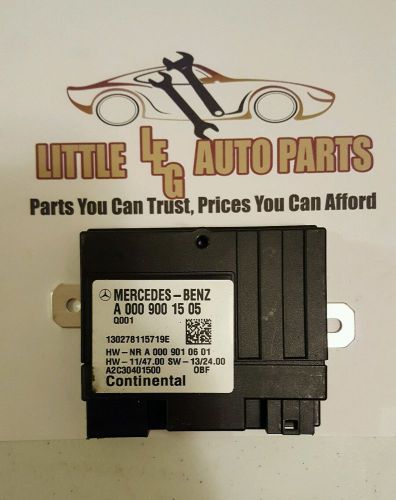 LITTLE LEG AUTO PARTS
Parts You Can Trust, Prices You Can Afford
MERCEDES-BENZ
A 000 900 15 05
Q001
130278115719E
HW-NR A 000 901 06 01
HW-11/47.00 SW-13/24.00
A2C30401500 OBF
Continental